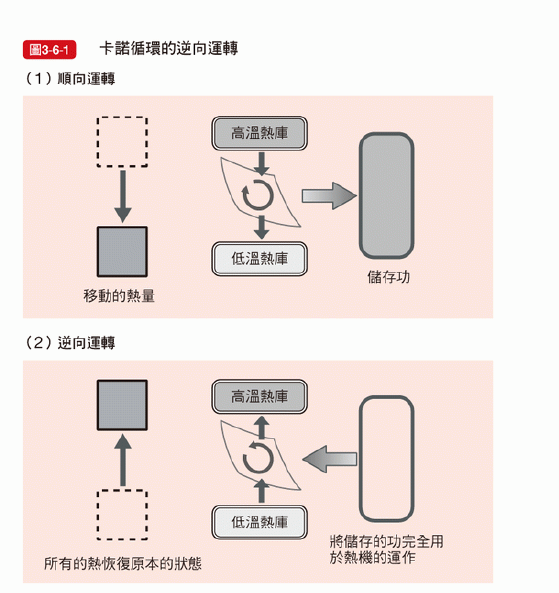 圖3-6-1 卡諾循環的逆向運轉
（1）順向運轉
高溫熱庫
低溫熱庫
移動的熱量
儲存功
（2）逆向運轉
高溫熱庫
低溫熱庫
所有的熱恢復原本的狀態
將儲存的功完全用
於熱機的運作